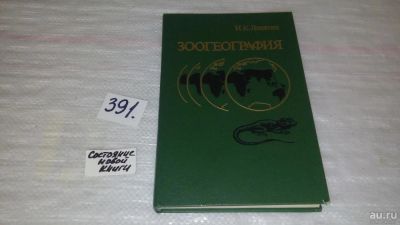 Н.К.Лопатин
ЗООГЕОГРАФИЯ
391.
Состояние
новой
книги
au.ru